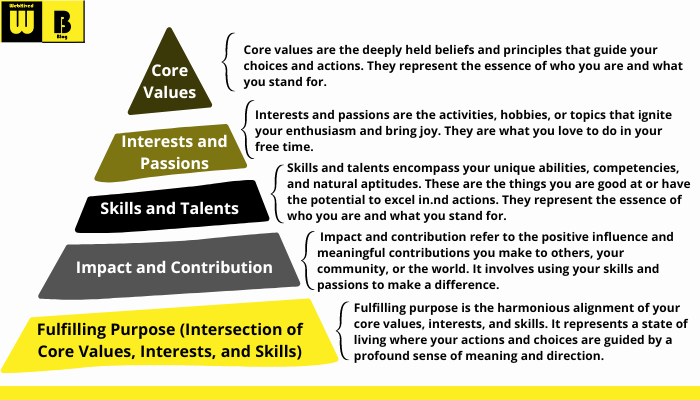 WebHired
W B
Blog
Core
Values
Core values are the deeply held beliefs and principles that guide your
choices and actions. They represent the essence of who you are and what
you stand for.
Interests and
Passions
Interests and passions are the activities, hobbies, or topics that ignite
your enthusiasm and bring joy. They are what you love to do in your
free time.
Skills and Talents
Skills and talents encompass your unique abilities, competencies,
and natural aptitudes. These are the things you are good at or have
the potential to excel in.nd actions. They represent the essence of
who you are and what you stand for.
Impact and Contribution
Impact and contribution refer to the positive influence and
meaningful contributions you make to others, your
community, or the world. It involves using your skills and
passions to make a difference.
Fulfilling Purpose (Intersection of
Core Values, Interests, and Skills)
Fulfilling purpose is the harmonious alignment of your
core values, interests, and skills. It represents a state of
living where your actions and choices are guided by a
profound sense of meaning and direction.